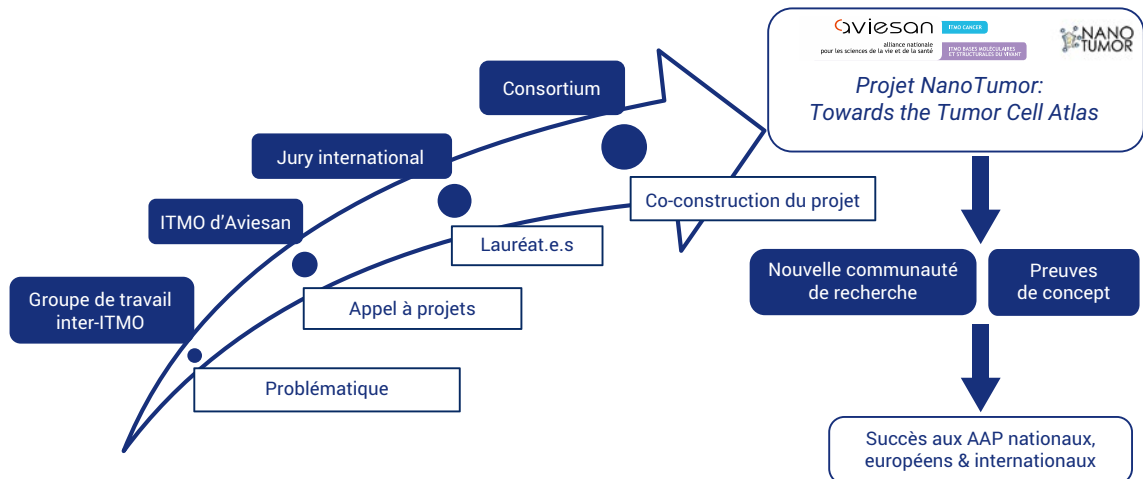 aviesan
alliance nationale
pour les sciences de la vie et de la santé
ITMO CANCER
ITMO BASES MOLÉCULAIRES
ET STRUCTURALES DU VIVANT
NANO
TUMOR
Projet NanoTumor:
Towards the Tumor Cell Atlas
Consortium
Jury international
Co-construction du projet
ITMO d’Aviesan
Lauréat.e.s
Groupe de travail
inter-ITMO
Appel à projets
Problématique
Nouvelle communauté
de recherche
Preuves
de concept
Succès aux AAP nationaux,
européens & internationaux